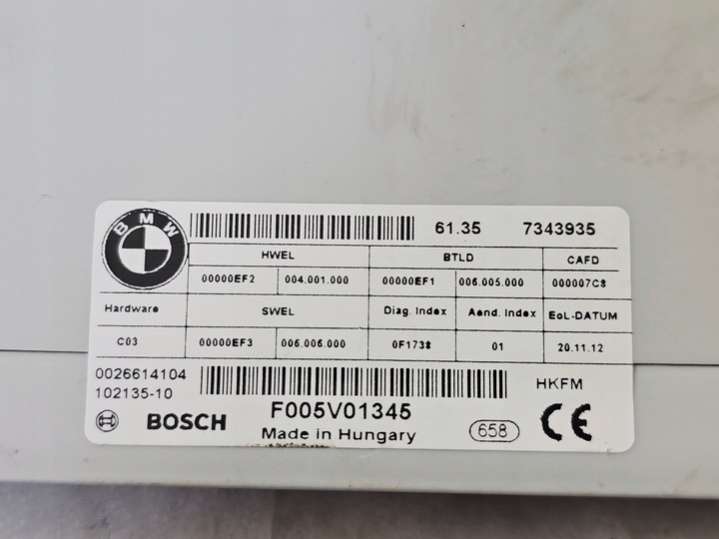 BMW
61.35 7343935
HWEL BTLD CAFD
00000EF2 004.001.000 00000EF1 006.005.000 000007C8
Hardware SWEL Diag. Index Aend. Index EoL-DATUM
C03 00000EF3 006.006.000 0F1738 01 20.11.12
0026614104
102135-10
HKFM
BOSCH F005V01345 658 CE
Made in Hungary